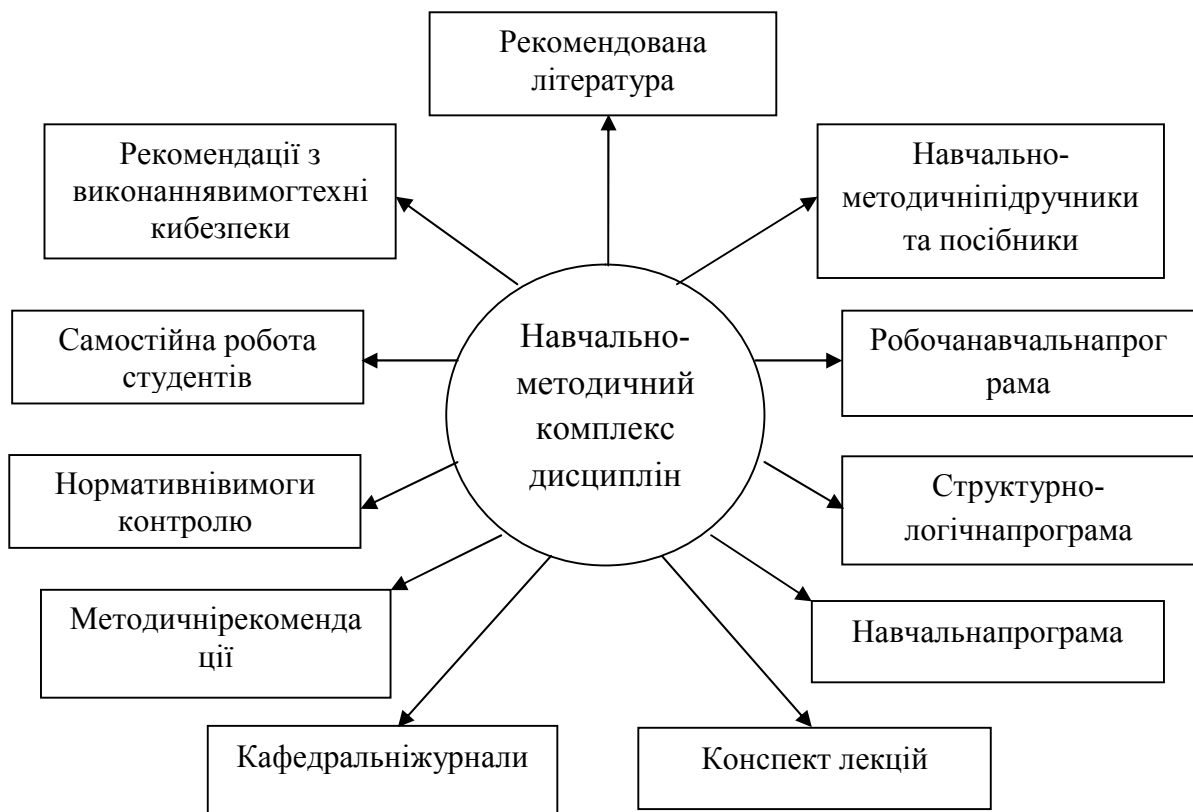 Рекомендована
література
Рекомендації з
виконаннявимогтехні
кибезпеки
Навчально-
методичніпідручники
та посібники
Самостійна робота
студентів
Навчально-
методичний
комплекс
дисциплін
Робочанавчальнапрог
рама
Нормативнівимоги
контролю
Структурно-
логічнапрограма
Методичнірекоменда
ції
Навчальнапрограма
Кафедральніжурнали
Конспект лекцій